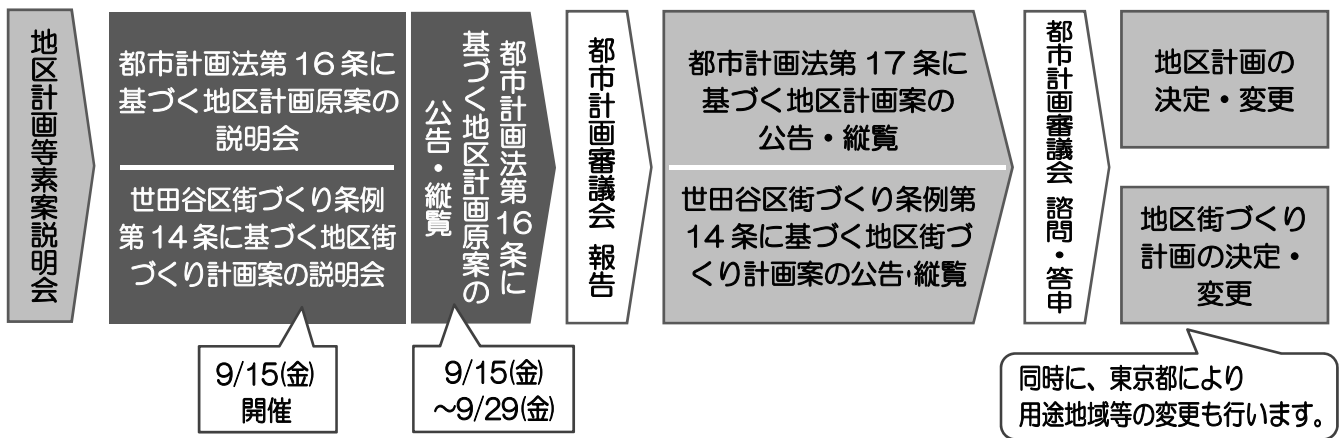 地区計画等素案説明会
都市計画法第 16 条に
基づく地区計画原案の
説明会
世田谷区街づくり条例
第 14 条に基づく地区街
づくり計画案の説明会
都市計画法第 16 条に
基づく地区計画原案の
公告・縦覧
都市計画審議会 報告
都市計画法第 17 条に
基づく地区計画案の
公告・縦覧
世田谷区街づくり条例第
14 条に基づく地区街づ
くり計画案の公告・縦覧
都市計画審議会 諮問・答申
地区計画の
決定・変更
地区街づくり
計画の決定・
変更
9/15(金)
開催
9/15(金)
～9/29(金)
同時に、東京都により
用途地域等の変更も行います。